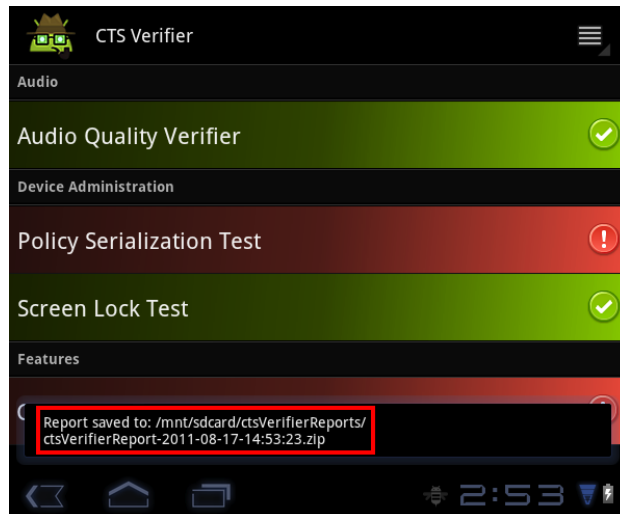 CTS Verifier
Audio
Audio Quality Verifier
Device Administration
Policy Serialization Test
Screen Lock Test
Features
Report saved to: /mnt/sdcard/ctsVerifierReports/
ctsVerifierReport-2011-08-17-14:53:23.zip
2:53